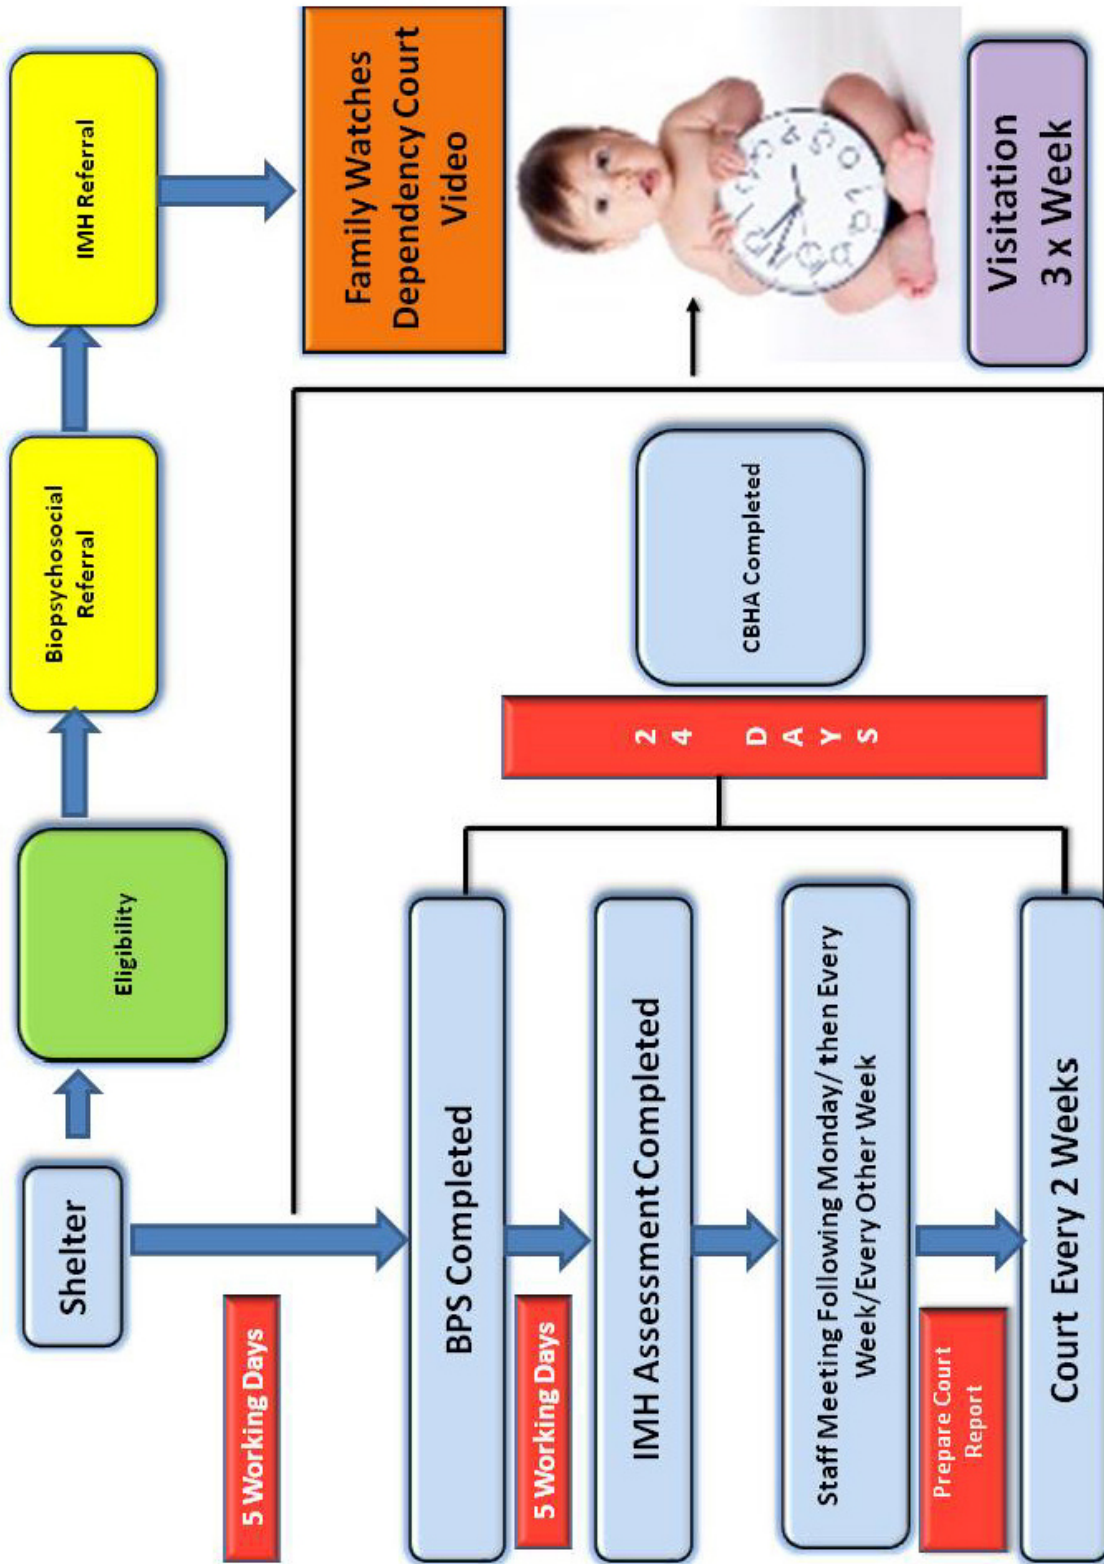 Shelter
Eligibility
Biopsychosocial
Referral
IMH Referral
Family Watches
Dependency Court
Video
5 Working Days
BPS Completed
5 Working Days
IMH Assessment Completed
Staff Meeting Following Monday/ then Every
Week/Every Other Week
Prepare Court
Report
Court Every 2 Weeks
24 DAYS
CBHA Completed
Visitation
3 x Week